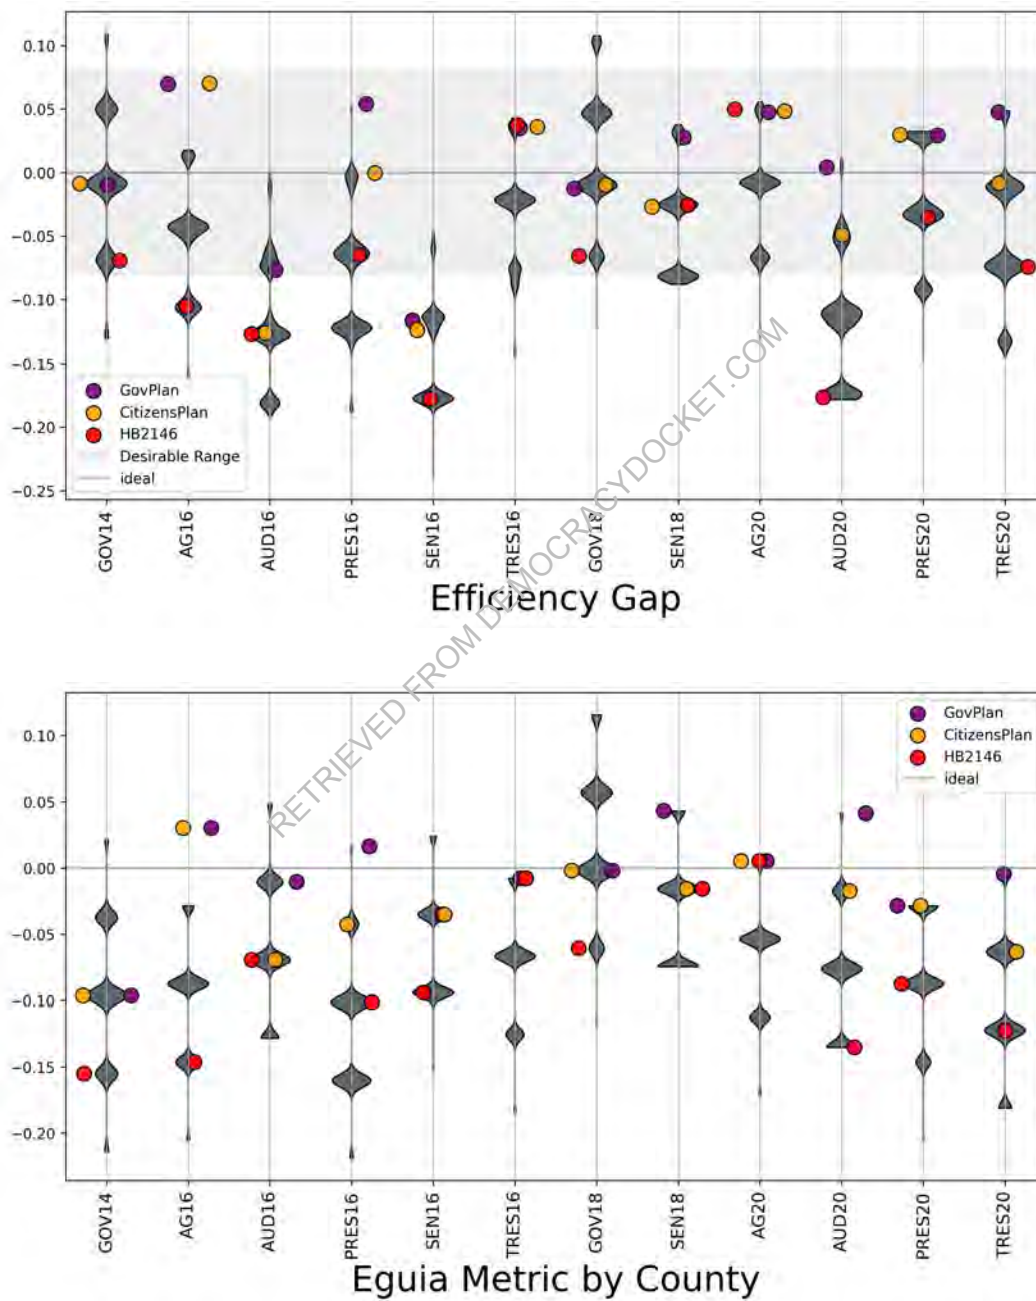 0.10
0.05
0.00
−0.05
−0.10
−0.15
−0.20
−0.25
GovPlan
CitizensPlan
HB2146
Desirable Range
ideal
GOV14
AG16
AUD16
PRES16
SEN16
TRES16
GOV18
SEN18
AG20
AUD20
PRES20
TRES20
Efficiency Gap
RETRIEVED FROM DEMOCRACYDOCKET.COM
0.10
0.05
0.00
−0.05
−0.10
−0.15
−0.20
GovPlan
CitizensPlan
HB2146
ideal
GOV14
AG16
AUD16
PRES16
SEN16
TRES16
GOV18
SEN18
AG20
AUD20
PRES20
TRES20
Eguia Metric by County